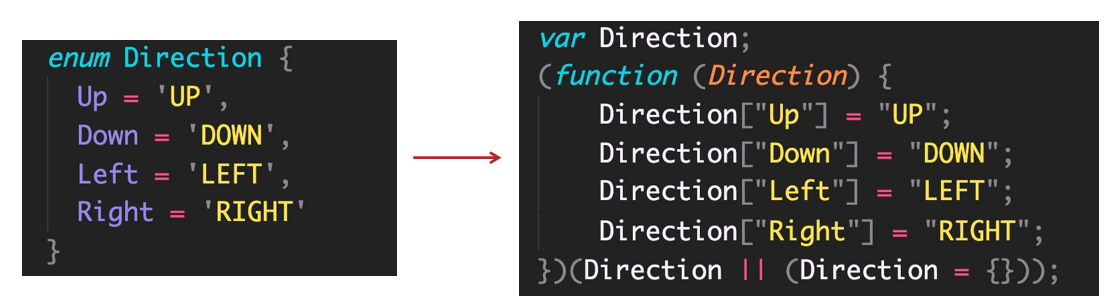 enum Direction {
Up = 'UP',
Down = 'DOWN',
Left = 'LEFT',
Right = 'RIGHT'
}
var Direction;
(function (Direction) {
Direction["Up"] = "UP";
Direction["Down"] = "DOWN";
Direction["Left"] = "LEFT";
Direction["Right"] = "RIGHT";
})(Direction || (Direction = {}));